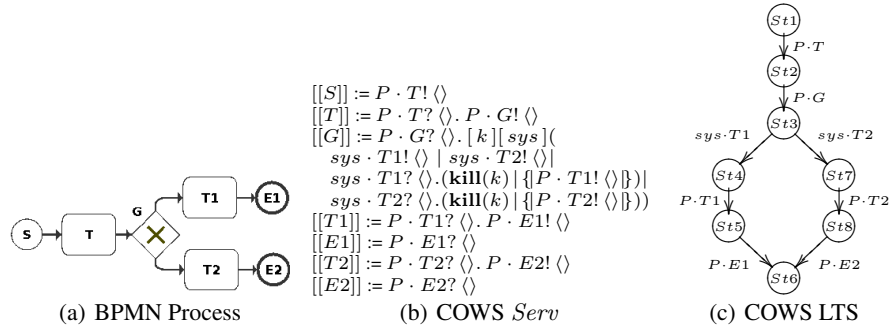 S
T
G
T1
E1
T2
E2
(a) BPMN Process
[[S]] := P · T! ⟨⟩
[[T]] := P · T? ⟨⟩. P · G! ⟨⟩
[[G]] := P · G? ⟨⟩. [ k ][ sys ](
sys · T1! ⟨⟩ | sys · T2! ⟨⟩|
sys · T1? ⟨⟩.(kill(k) | {|P · T1! ⟨⟩|})|
sys · T2? ⟨⟩.(kill(k) | {|P · T2! ⟨⟩|}))
[[T1]] := P · T1? ⟨⟩. P · E1! ⟨⟩
[[E1]] := P · E1? ⟨⟩
[[T2]] := P · T2? ⟨⟩. P · E2! ⟨⟩
[[E2]] := P · E2? ⟨⟩
(b) COWS Serv
St1
P·T
St2
P·G
St3
sys·T1 sys·T2
St4 St7
P·T1 P·T2
St5 St8
P·E1 P·E2
St6
(c) COWS LTS